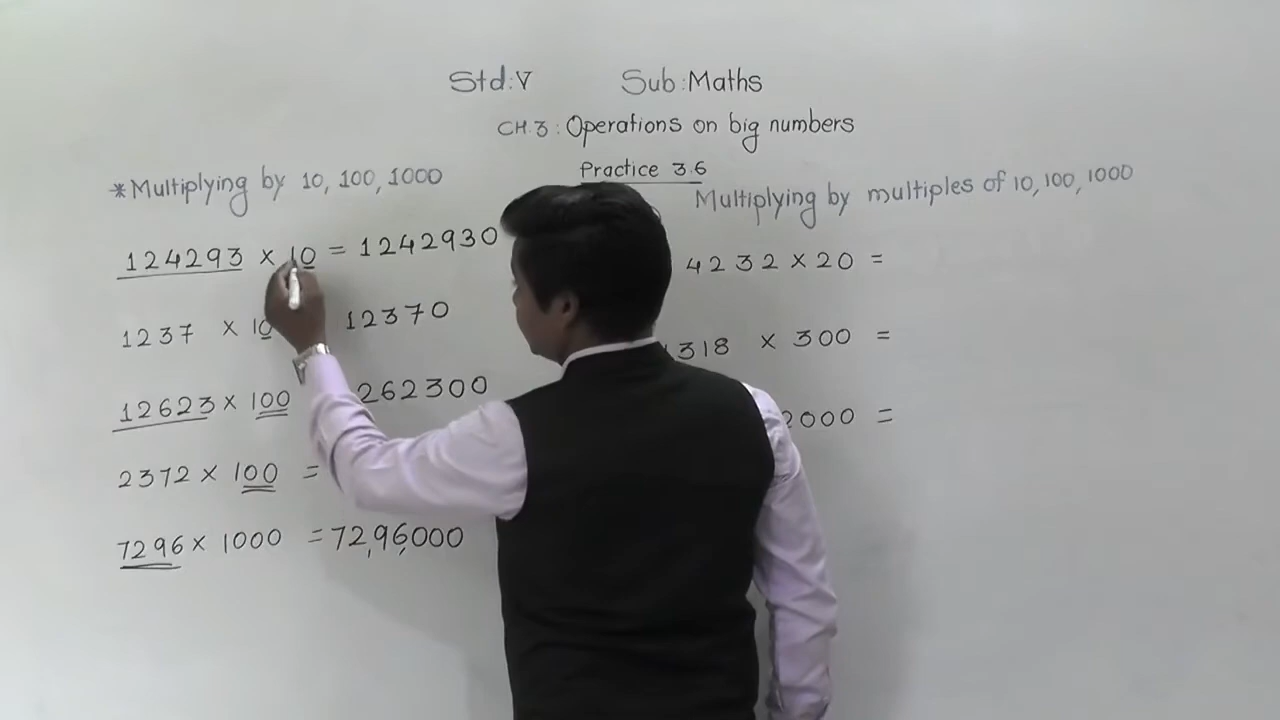 Std: V Sub: Maths
CH. 3: Operations on big numbers
Practice 3.6
*Multiplying by 10, 100, 1000
124293 × 10 = 1242930
1237 × 10 12370
12623 × 100 262300
2372 × 100 =
7296 × 1000 = 72,96,000
Multiplying by multiples of 10, 100, 1000
4232 × 20 =
318 × 300 =
2000 =